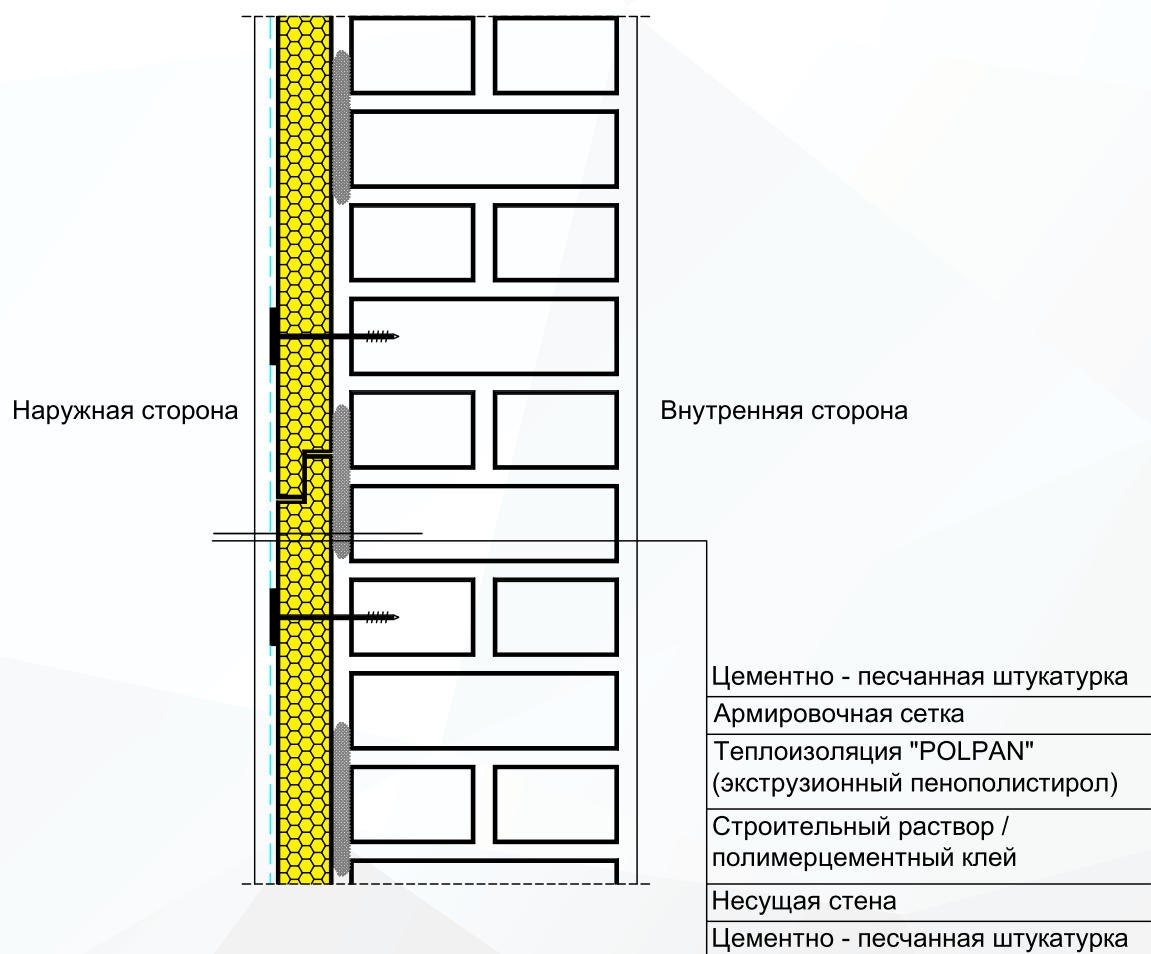 Наружная сторона
Внутренняя сторона
Цементно - песчанная штукатурка
Армировочная сетка
Теплоизоляция "POLPAN"
(экструзионный пенополистирол)
Строительный раствор /
полимерцементный клей
Несущая стена
Цементно - песчанная штукатурка